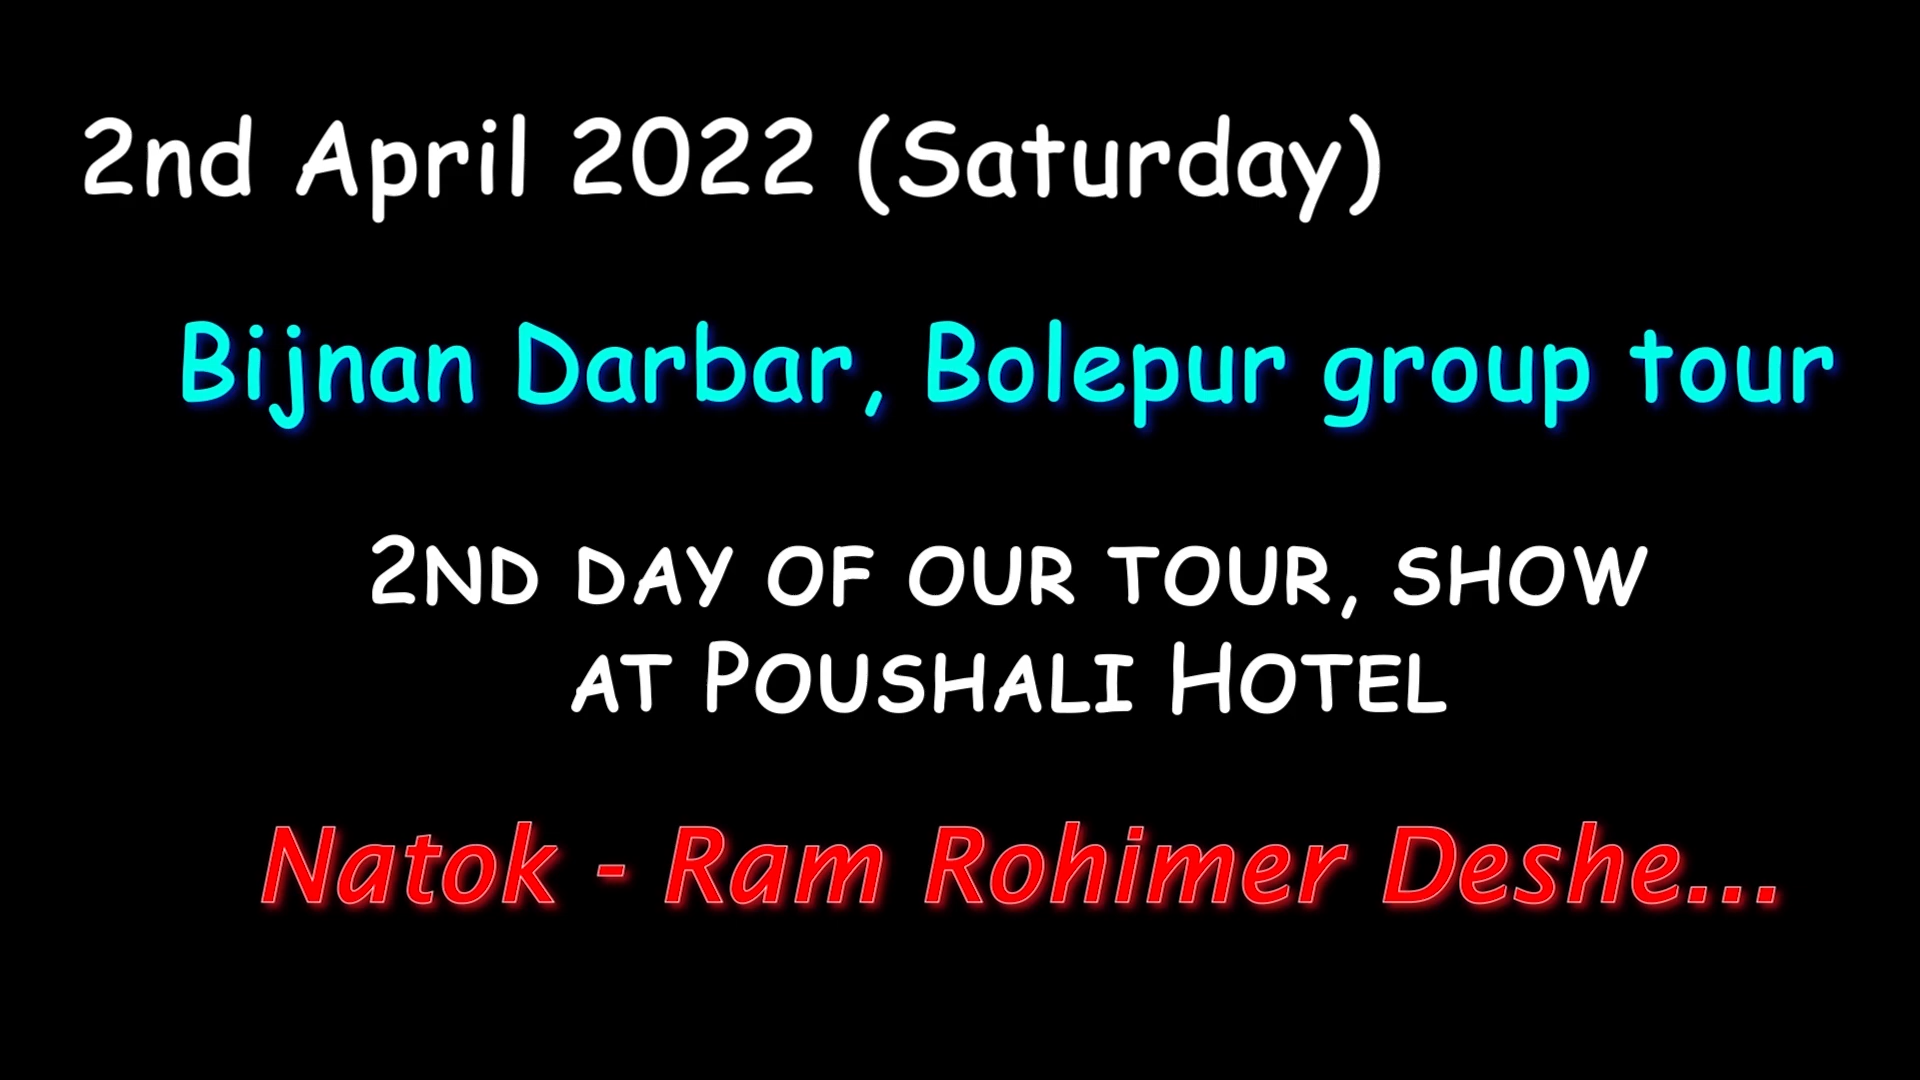 2nd April 2022 (Saturday)
Bijnan Darbar, Bolepur group tour
2ND DAY OF OUR TOUR, SHOW
AT POUSHALI HOTEL
Natok - Ram Rohimer Deshe...